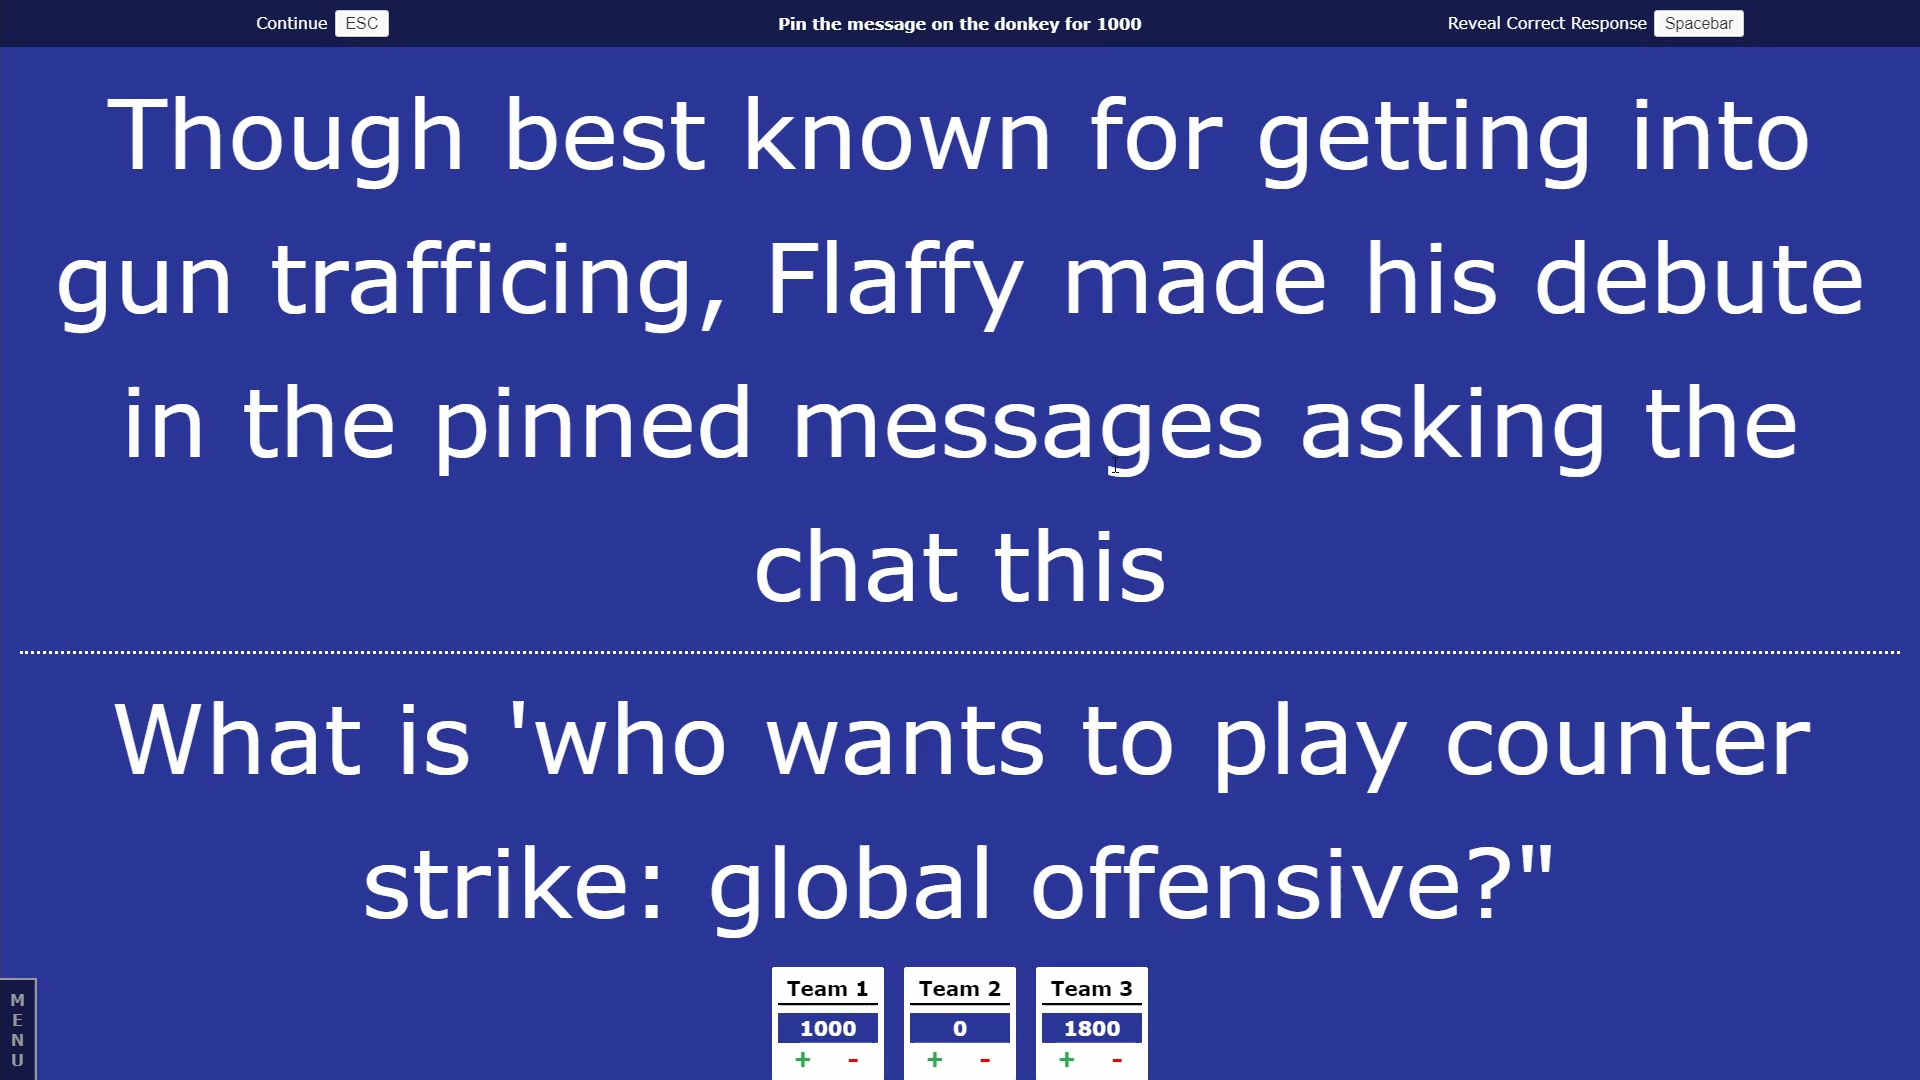 Continue ESC Pin the message on the donkey for 1000 Reveal Correct Response Spacebar
Though best known for getting into
gun trafficing, Flaffy made his debute
in the pinned messages asking the
chat this
What is 'who wants to play counter
strike: global offensive?"
MENU
Team 1 Team 2 Team 3
1000 0 1800
+ - + - + -